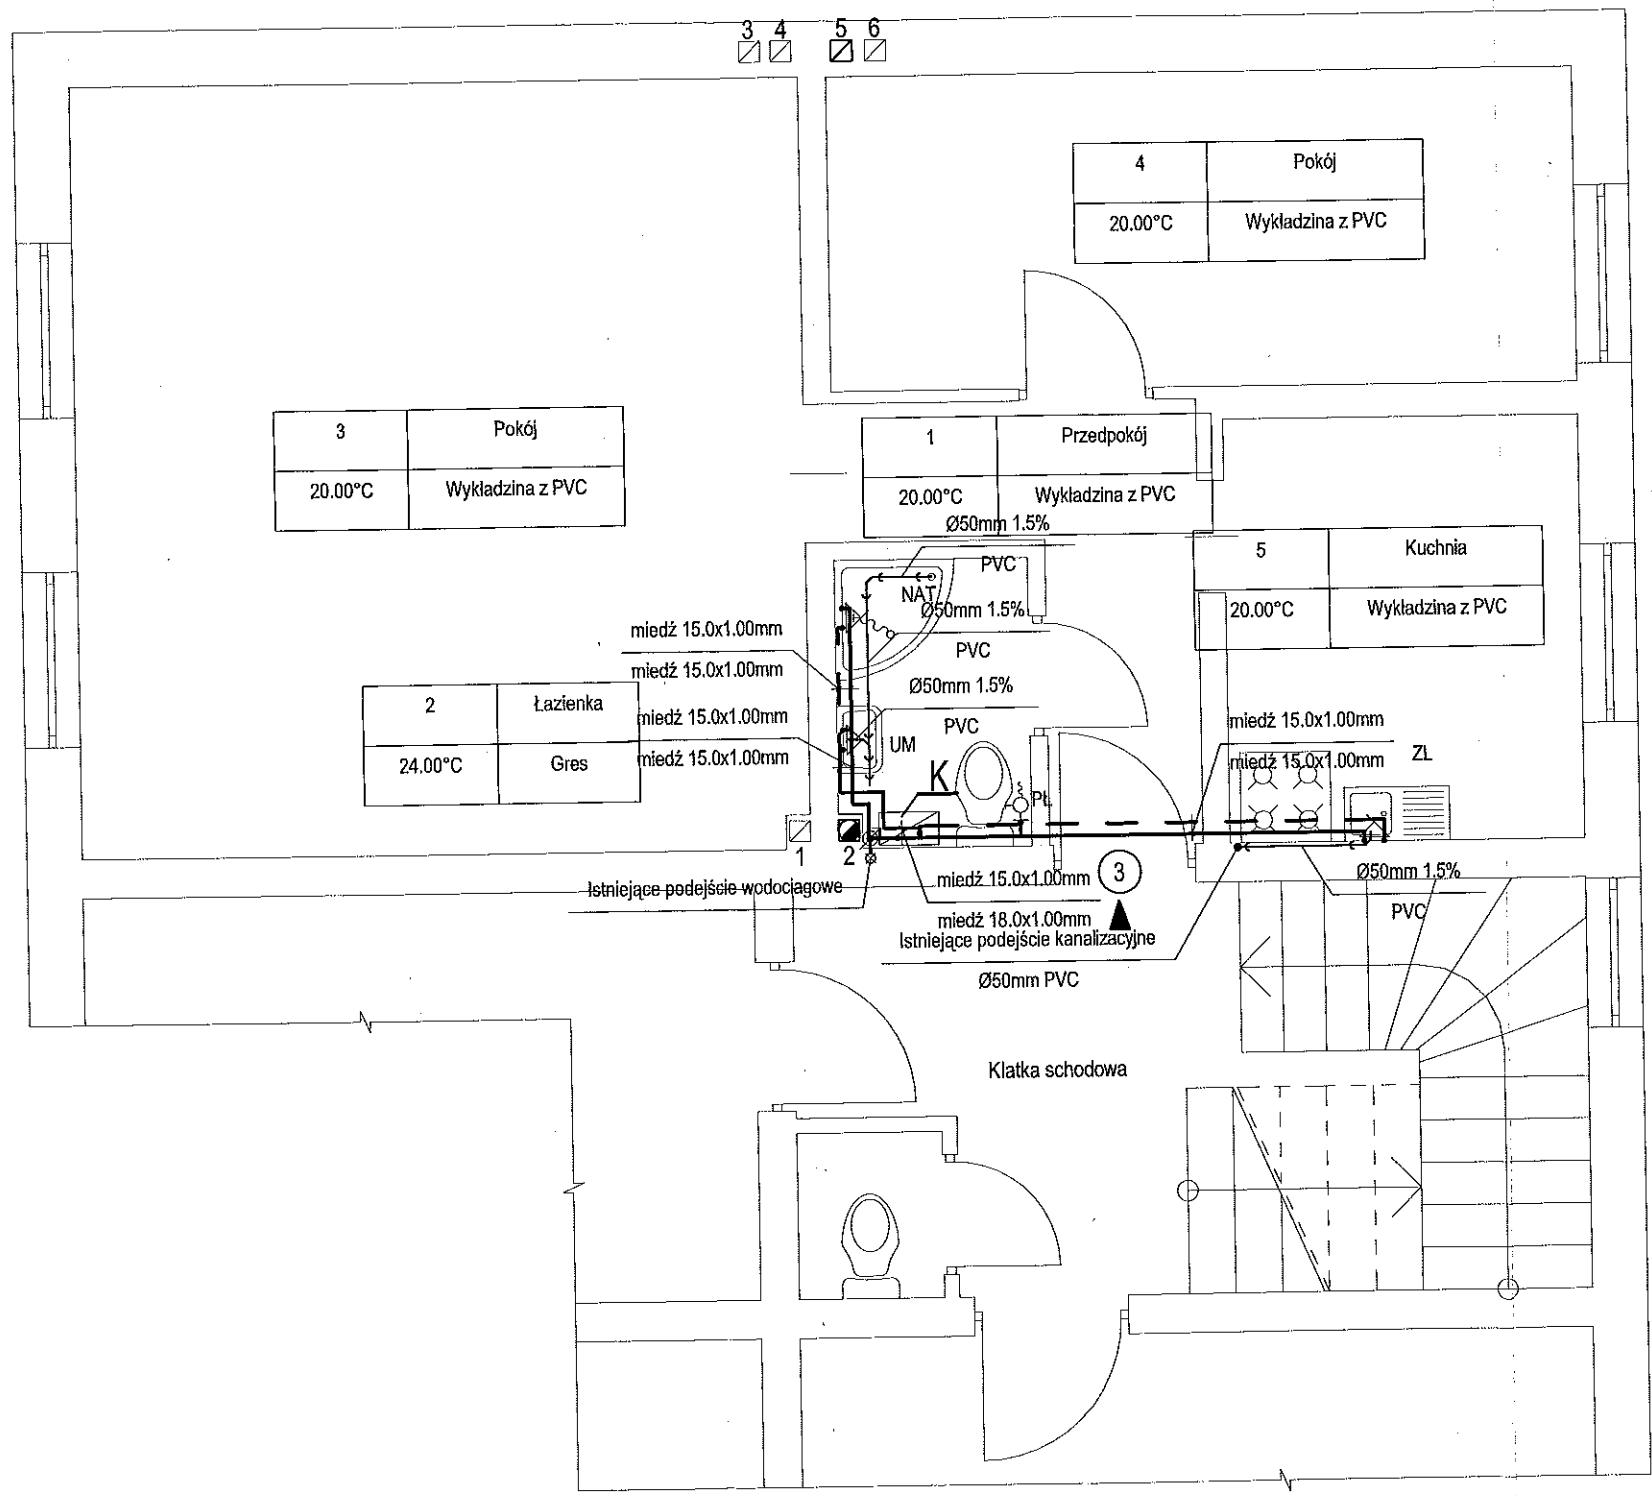 3 4 5 6
4 Pokój
20.00°C Wykładzina z PVC
3 Pokój
20.00°C Wykładzina z PVC
1 Przedpokój
20.00°C Wykładzina z PVC
Ø50mm 1.5%
PVC
5 Kuchnia
20.00°C Wykładzina z PVC
NAT
Ø50mm 1.5%
PVC
miedź 15.0x1.00mm
miedź 15.0x1.00mm
Ø50mm 1.5%
PVC
2 Łazienka
24.00°C Gres
miedź 15.0x1.00mm
miedź 15.0x1.00mm
UM
K
PŁ
miedź 15.0x1.00mm
miedź 15.0x1.00mm
ZL
1 2
Istniejące podejście wodociągowe
miedź 15.0x1.00mm
miedź 18.0x1.00mm
3
Ø50mm 1.5%
PVC
Istniejące podejście kanalizacyjne
Ø50mm PVC
Klatka schodowa